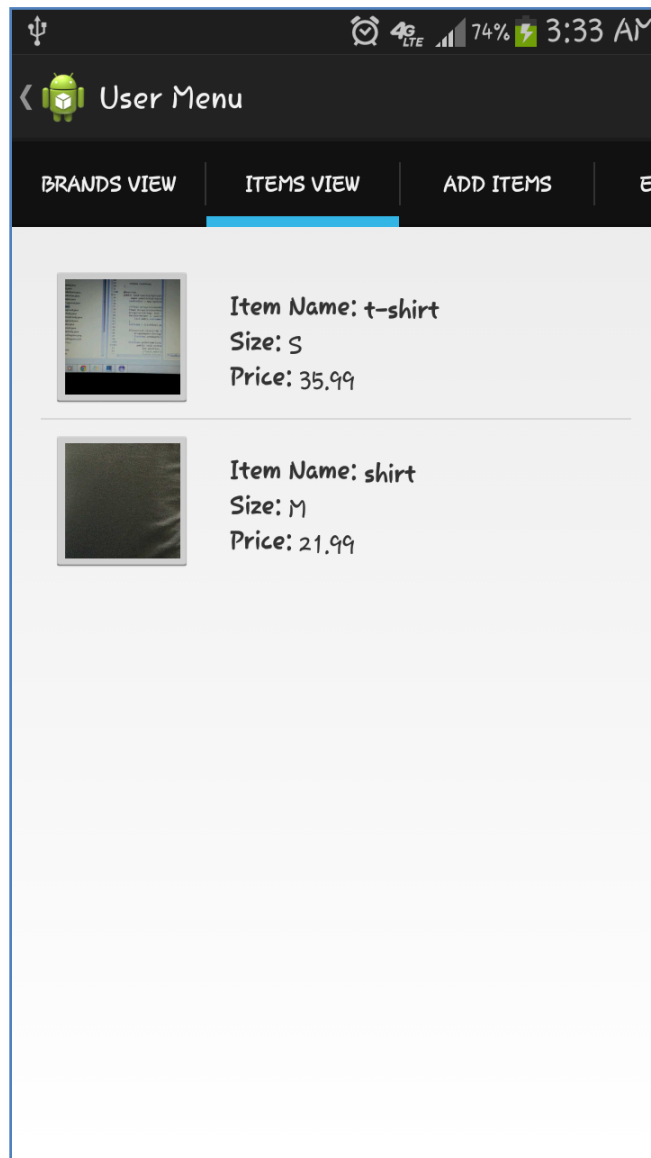 4G LTE 74% 3:33 AM
User Menu
BRANDS VIEW ITEMS VIEW ADD ITEMS E
Item Name: t-shirt
Size: S
Price: 35.99
Item Name: shirt
Size: M
Price: 21.99